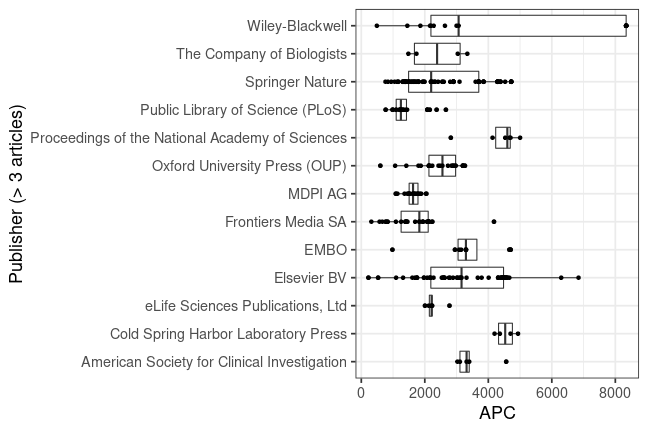 Publisher (> 3 articles)
Wiley-Blackwell
The Company of Biologists
Springer Nature
Public Library of Science (PLoS)
Proceedings of the National Academy of Sciences
Oxford University Press (OUP)
MDPI AG
Frontiers Media SA
EMBO
Elsevier BV
eLife Sciences Publications, Ltd
Cold Spring Harbor Laboratory Press
American Society for Clinical Investigation
0 2000 4000 6000 8000
APC